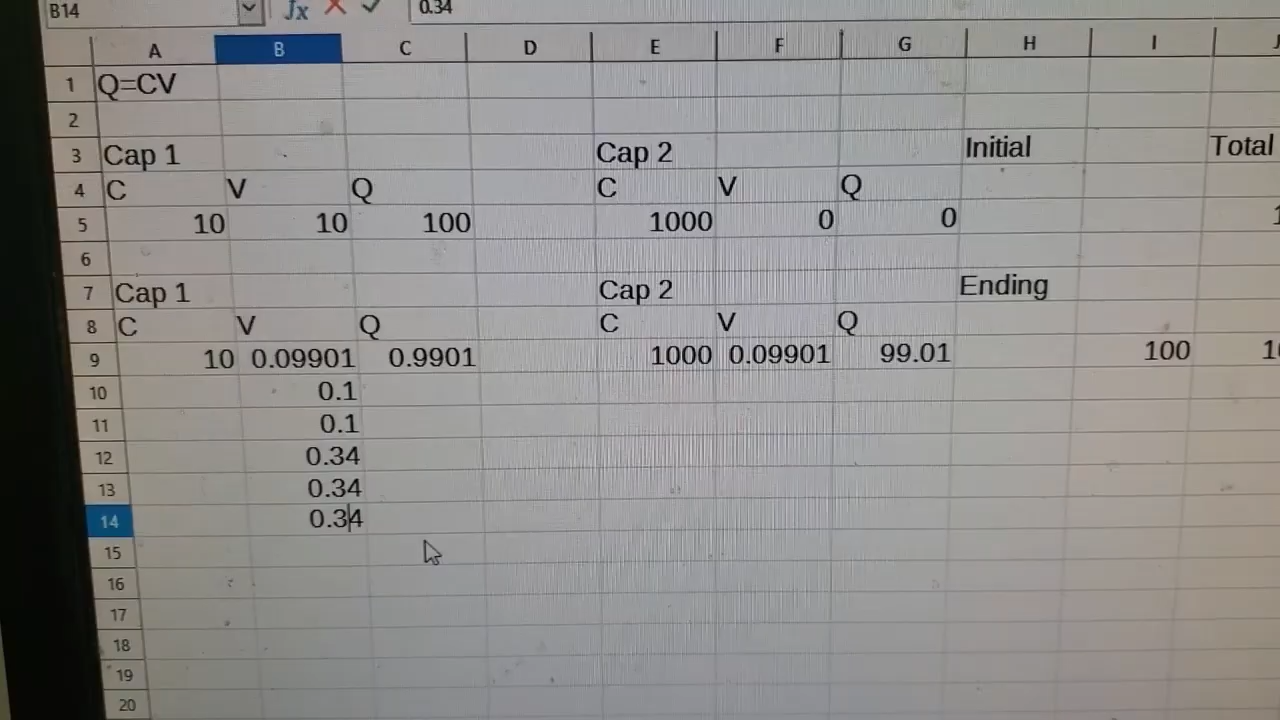 B14 fx 0.34
A B C D E F G H I J
1 Q=CV
2
3 Cap 1 Cap 2 Initial Total
4 C V Q C V Q
5 10 10 100 1000 0 0
6
7 Cap 1 Cap 2 Ending
8 C V Q C V Q
9 10 0.09901 0.9901 1000 0.09901 99.01 100
10 0.1
11 0.1
12 0.34
13 0.34
14 0.34
15
16
17
18
19
20